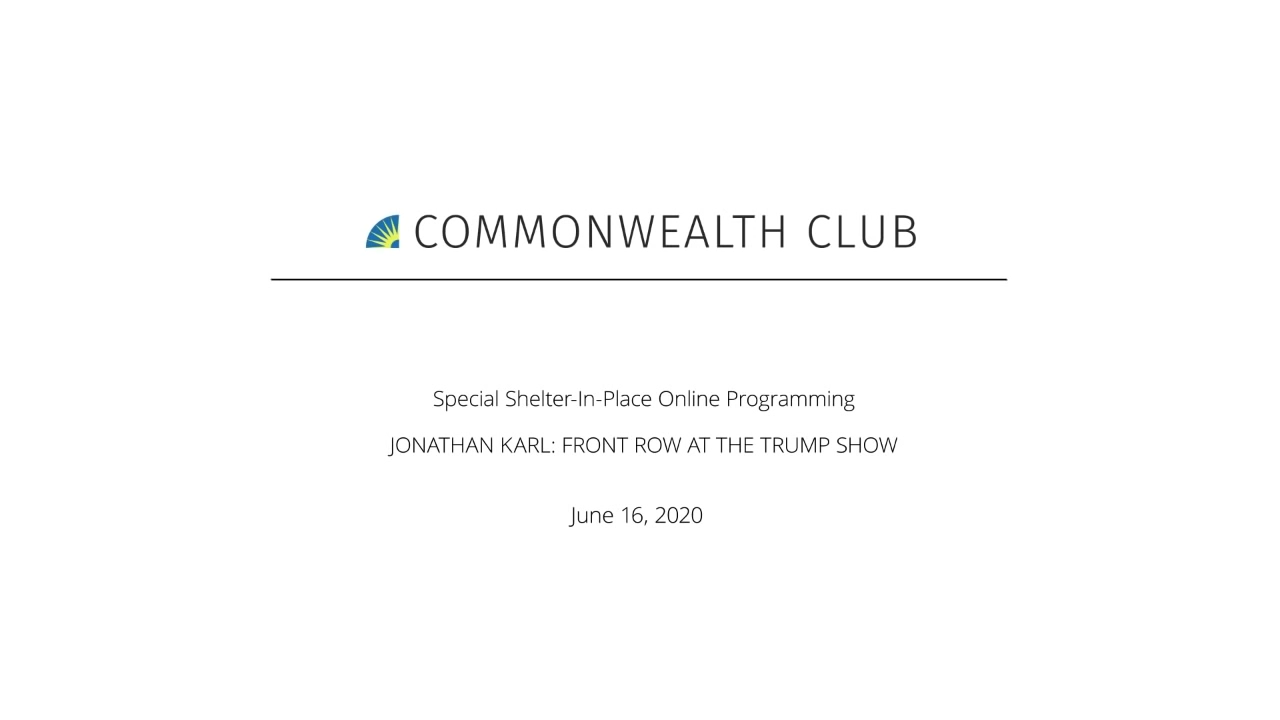 COMMONWEALTH CLUB
Special Shelter-In-Place Online Programming
JONATHAN KARL: FRONT ROW AT THE TRUMP SHOW
June 16, 2020